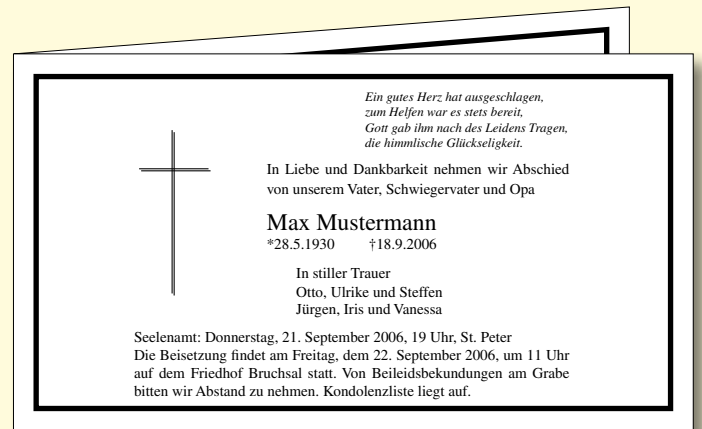 Ein gutes Herz hat ausgeschlagen,
zum Helfen war es stets bereit,
Gott gab ihm nach des Leidens Tragen,
die himmlische Glückseligkeit.
In Liebe und Dankbarkeit nehmen wir Abschied
von unserem Vater, Schwiegervater und Opa
Max Mustermann
*28.5.1930 †18.9.2006
In stiller Trauer
Otto, Ulrike und Steffen
Jürgen, Iris und Vanessa
Seelenamt: Donnerstag, 21. September 2006, 19 Uhr, St. Peter
Die Beisetzung findet am Freitag, dem 22. September 2006, um 11 Uhr
auf dem Friedhof Bruchsal statt. Von Beileidsbekundungen am Grabe
bitten wir Abstand zu nehmen. Kondolenzliste liegt auf.